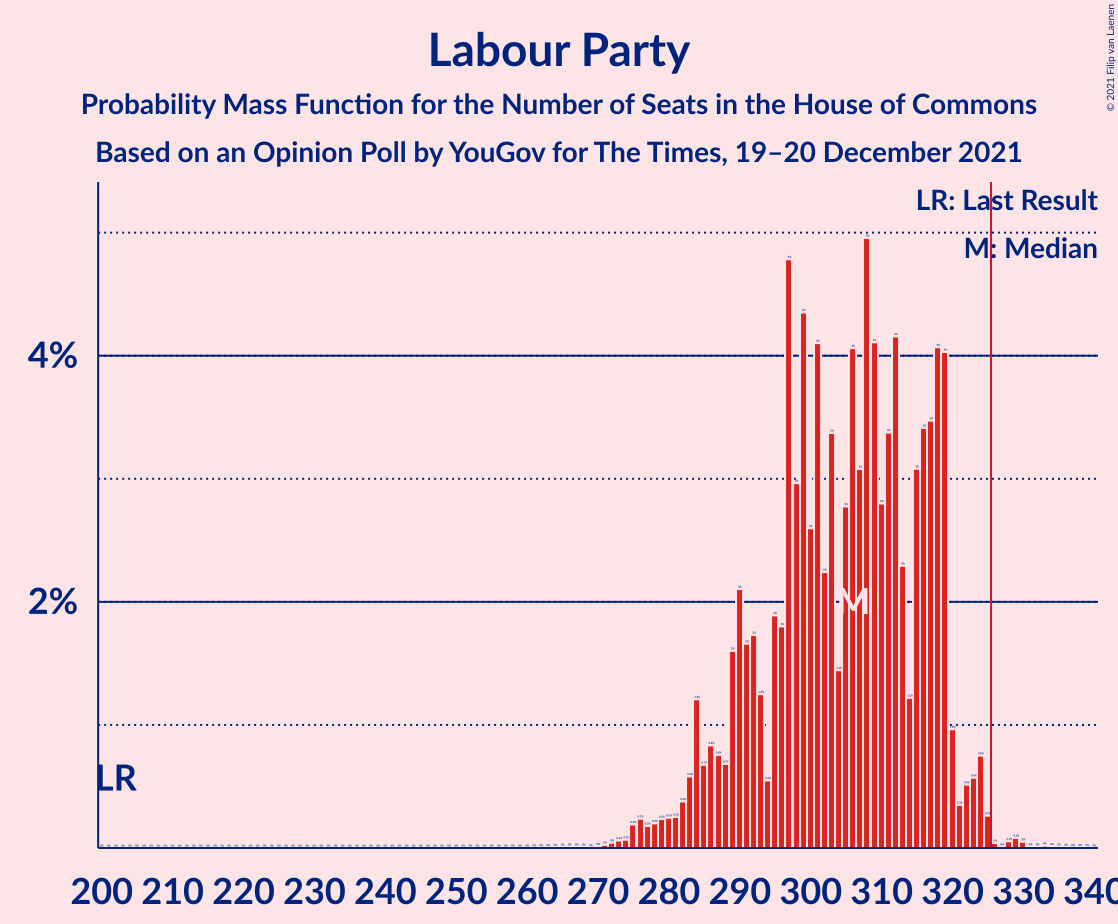 Labour Party
© 2021 Filip van Laenen
Probability Mass Function for the Number of Seats in the House of Commons
Based on an Opinion Poll by YouGov for The Times, 19–20 December 2021
LR: Last Result
M: Median
4%
2%
M
LR
200 210 220 230 240 250 260 270 280 290 300 310 320 330 340